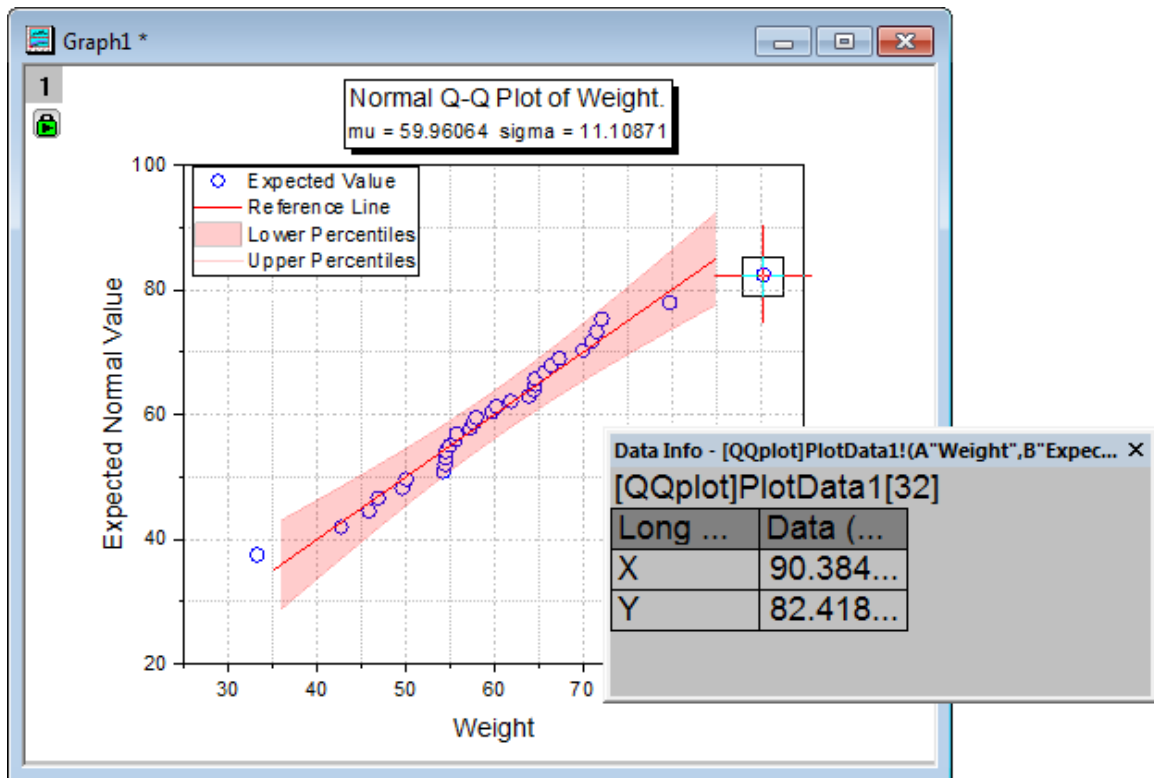 Graph1 *
1
Normal Q-Q Plot of Weight.
mu = 59.96064 sigma = 11.10871
Expected Value
Reference Line
Lower Percentiles
Upper Percentiles
100
80
60
40
20
Expected Normal Value
30 40 50 60 70
Weight
Data Info - [QQplot]PlotData1!(A"Weight",B"Expec...
[QQplot]PlotData1[32]
Long ... Data (...
X 90.384...
Y 82.418...